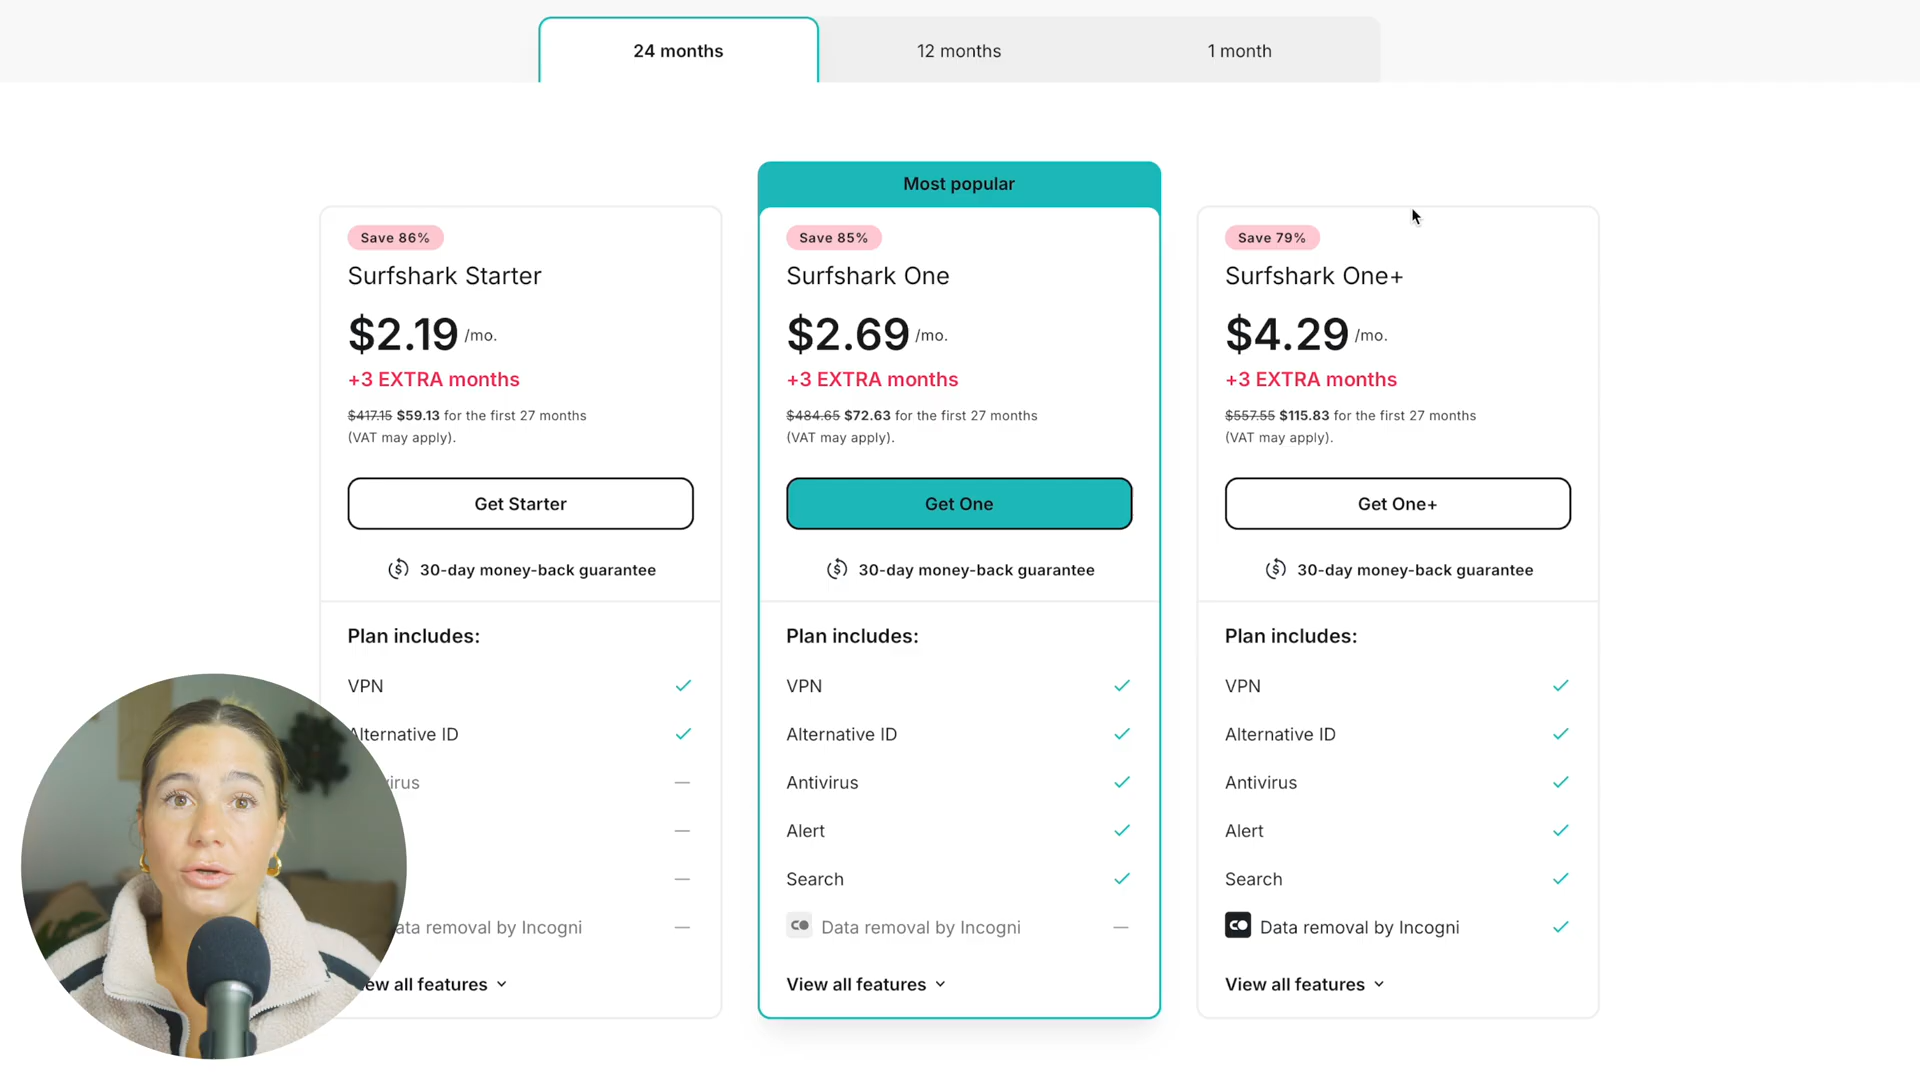 24 months
12 months
1 month
Most popular
Save 86%
Surfshark Starter
$2.19 /mo.
+3 EXTRA months
$417.15 $59.13 for the first 27 months
(VAT may apply).
Get Starter
30-day money-back guarantee
Plan includes:
VPN
Alternative ID
irus
ata removal by Incogni
ew all features
Save 85%
Surfshark One
$2.69 /mo.
+3 EXTRA months
$484.65 $72.63 for the first 27 months
(VAT may apply).
Get One
30-day money-back guarantee
Plan includes:
VPN
Alternative ID
Antivirus
Alert
Search
Data removal by Incogni
View all features
Save 79%
Surfshark One+
$4.29 /mo.
+3 EXTRA months
$557.55 $115.83 for the first 27 months
(VAT may apply).
Get One+
30-day money-back guarantee
Plan includes:
VPN
Alternative ID
Antivirus
Alert
Search
Data removal by Incogni
View all features